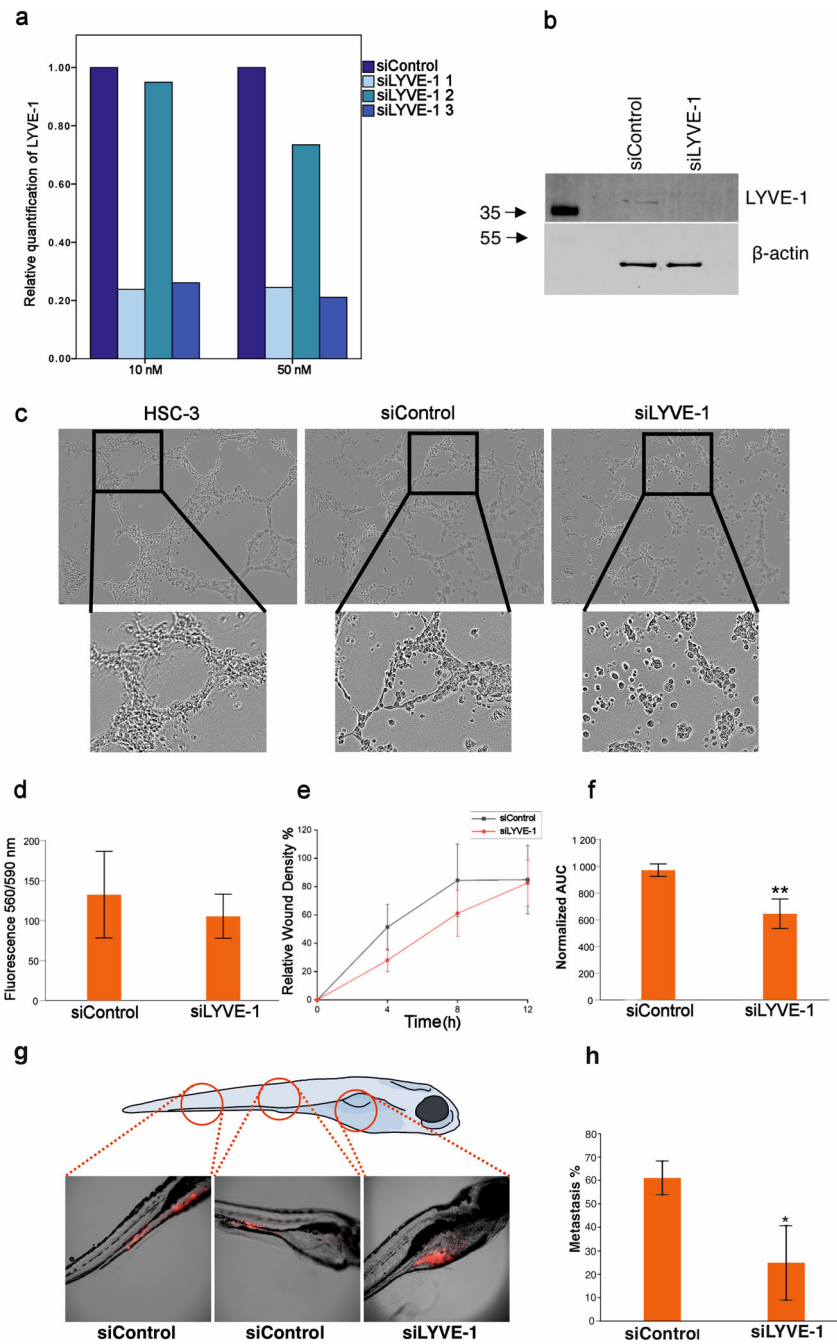 a
Relative quantification of LYVE-1
1.00
0.80
0.60
0.40
0.20
0.00
10 nM
50 nM
siControl
siLYVE-1 1
siLYVE-1 2
siLYVE-1 3
b
siControl
siLYVE-1
35
LYVE-1
55
β-actin
c
HSC-3
siControl
siLYVE-1
d
Fluorescence 560/590 nm
200
150
100
50
0
siControl
siLYVE-1
e
siControl
siLYVE-1
Relative Wound Density %
120
100
80
60
40
20
0
0
4
8
12
Time(h)
f
Normalized AUC
1 200
1 000
800
600
400
200
0
**
siControl
siLYVE-1
g
siControl
siControl
siLYVE-1
h
Metastasis %
80
70
60
50
40
30
20
10
0
*
siControl
siLYVE-1